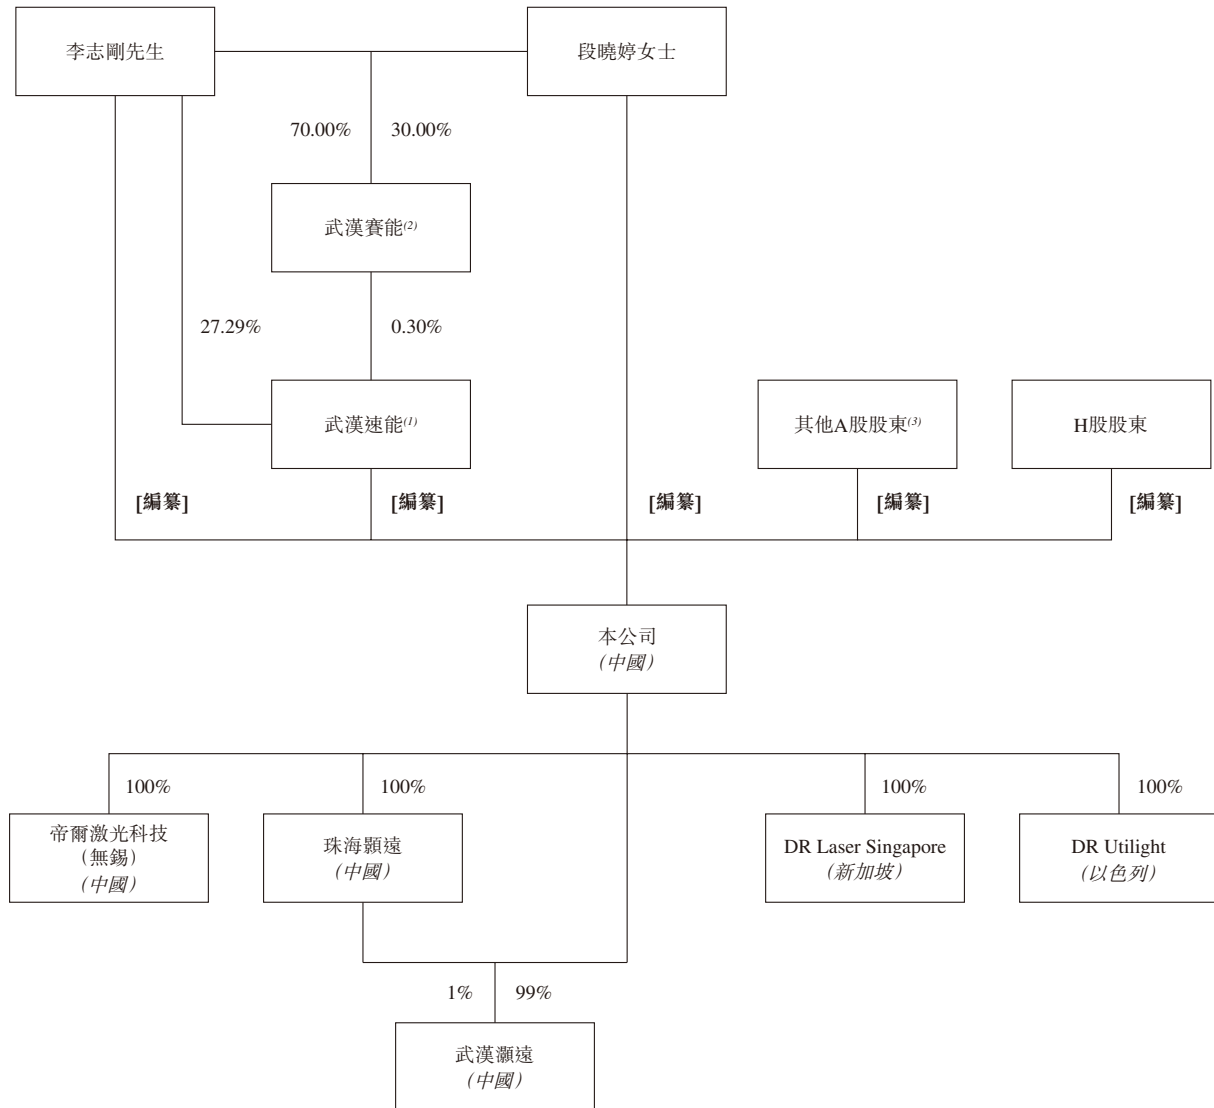 李志剛先生
段曉婷女士
70.00%
30.00%
武漢賽能(2)
27.29%
0.30%
武漢速能(1)
其他A股股東(3)
H股股東
[編纂]
[編纂]
[編纂]
[編纂]
[編纂]
本公司
(中國)
100%
100%
100%
100%
帝爾激光科技
(無錫)
(中國)
珠海顥遠
(中國)
DR Laser Singapore
(新加坡)
DR Utilight
(以色列)
1%
99%
武漢灝遠
(中國)